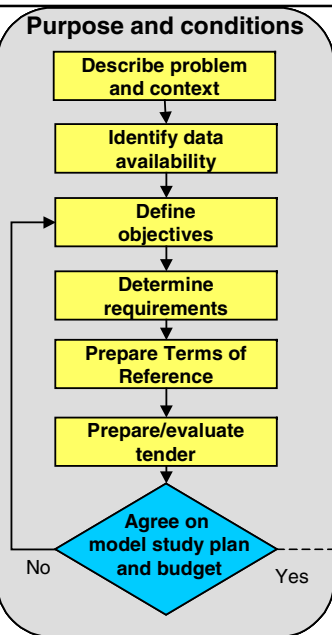 Purpose and conditions
Describe problem
and context
Identify data
availability
Define
objectives
Determine
requirements
Prepare Terms of
Reference
Prepare/evaluate
tender
Agree on
model study plan
and budget
No
Yes